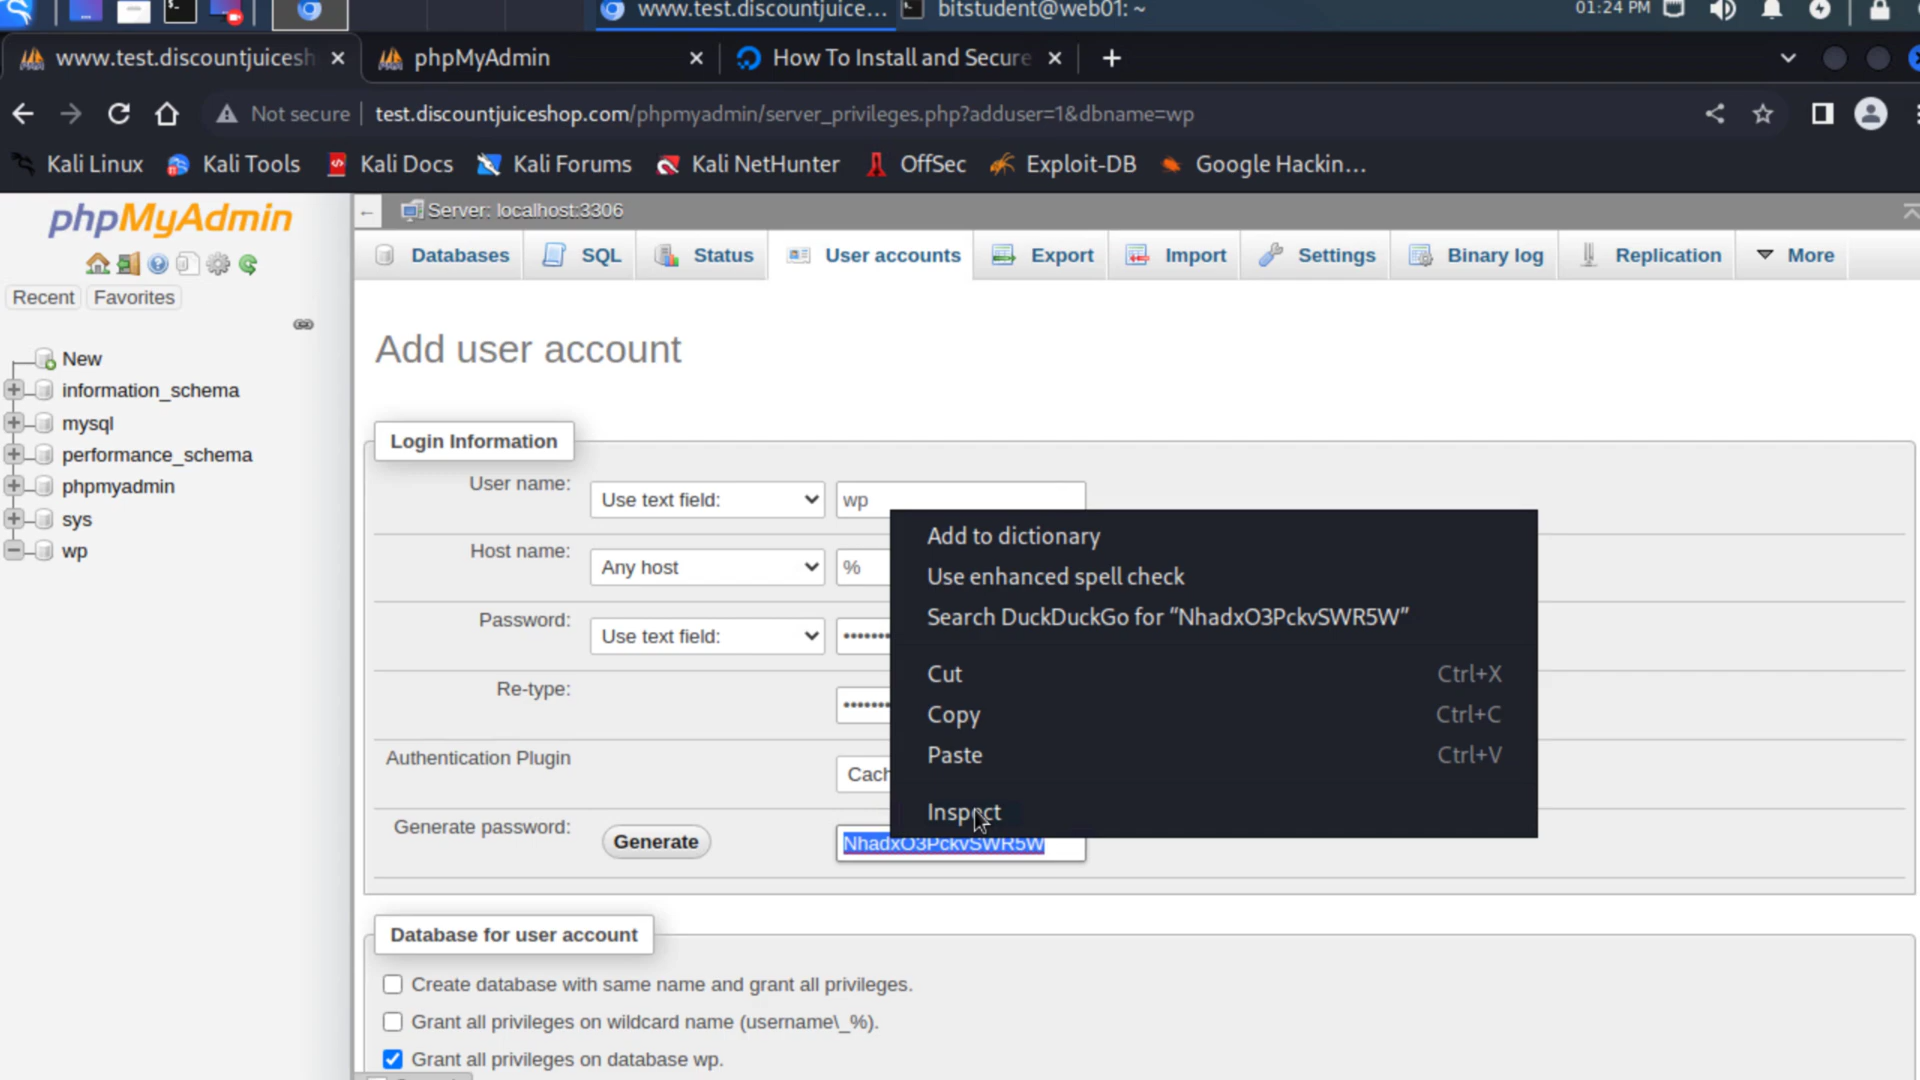 www.test.discountjuice... bitstudent@web01: ~ 01:24 PM
www.test.discountjuicesh phpMyAdmin How To Install and Secure
Not secure test.discountjuiceshop.com/phpmyadmin/server_privileges.php?adduser=1&dbname=wp
Kali Linux Kali Tools Kali Docs Kali Forums Kali NetHunter OffSec Exploit-DB Google Hackin...
phpMyAdmin
Server: localhost:3306
Databases SQL Status User accounts Export Import Settings Binary log Replication More
Recent Favorites
New
information_schema
mysql
performance_schema
phpmyadmin
sys
wp
Add user account
Login Information
User name: Use text field: wp
Host name: Any host %
Password: Use text field:
Re-type:
Authentication Plugin Cach
Generate password: Generate NhadxO3PckvSWR5W
Add to dictionary
Use enhanced spell check
Search DuckDuckGo for “NhadxO3PckvSWR5W”
Cut Ctrl+X
Copy Ctrl+C
Paste Ctrl+V
Inspect
Database for user account
Create database with same name and grant all privileges.
Grant all privileges on wildcard name (username\_%).
Grant all privileges on database wp.